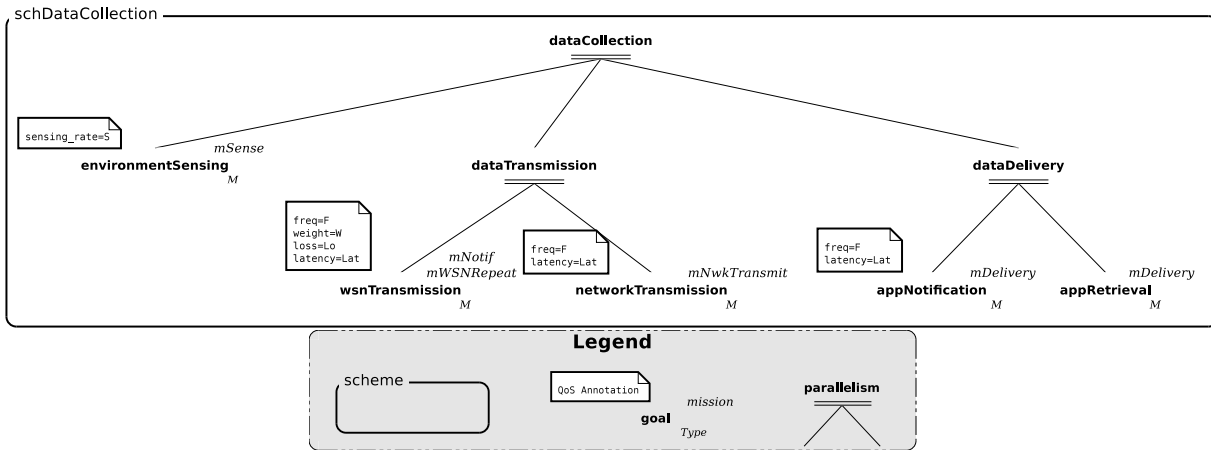 schDataCollection
dataCollection
sensing_rate=S
mSense
environmentSensing
M
dataTransmission
dataDelivery
freq=F
weight=W
loss=Lo
latency=Lat
mNotif
mWSNRepeat
wsnTransmission
M
freq=F
latency=Lat
mNwkTransmit
networkTransmission
M
freq=F
latency=Lat
mDelivery
appNotification
M
mDelivery
appRetrieval
M
Legend
scheme
QoS Annotation
mission
goal
Type
parallelism